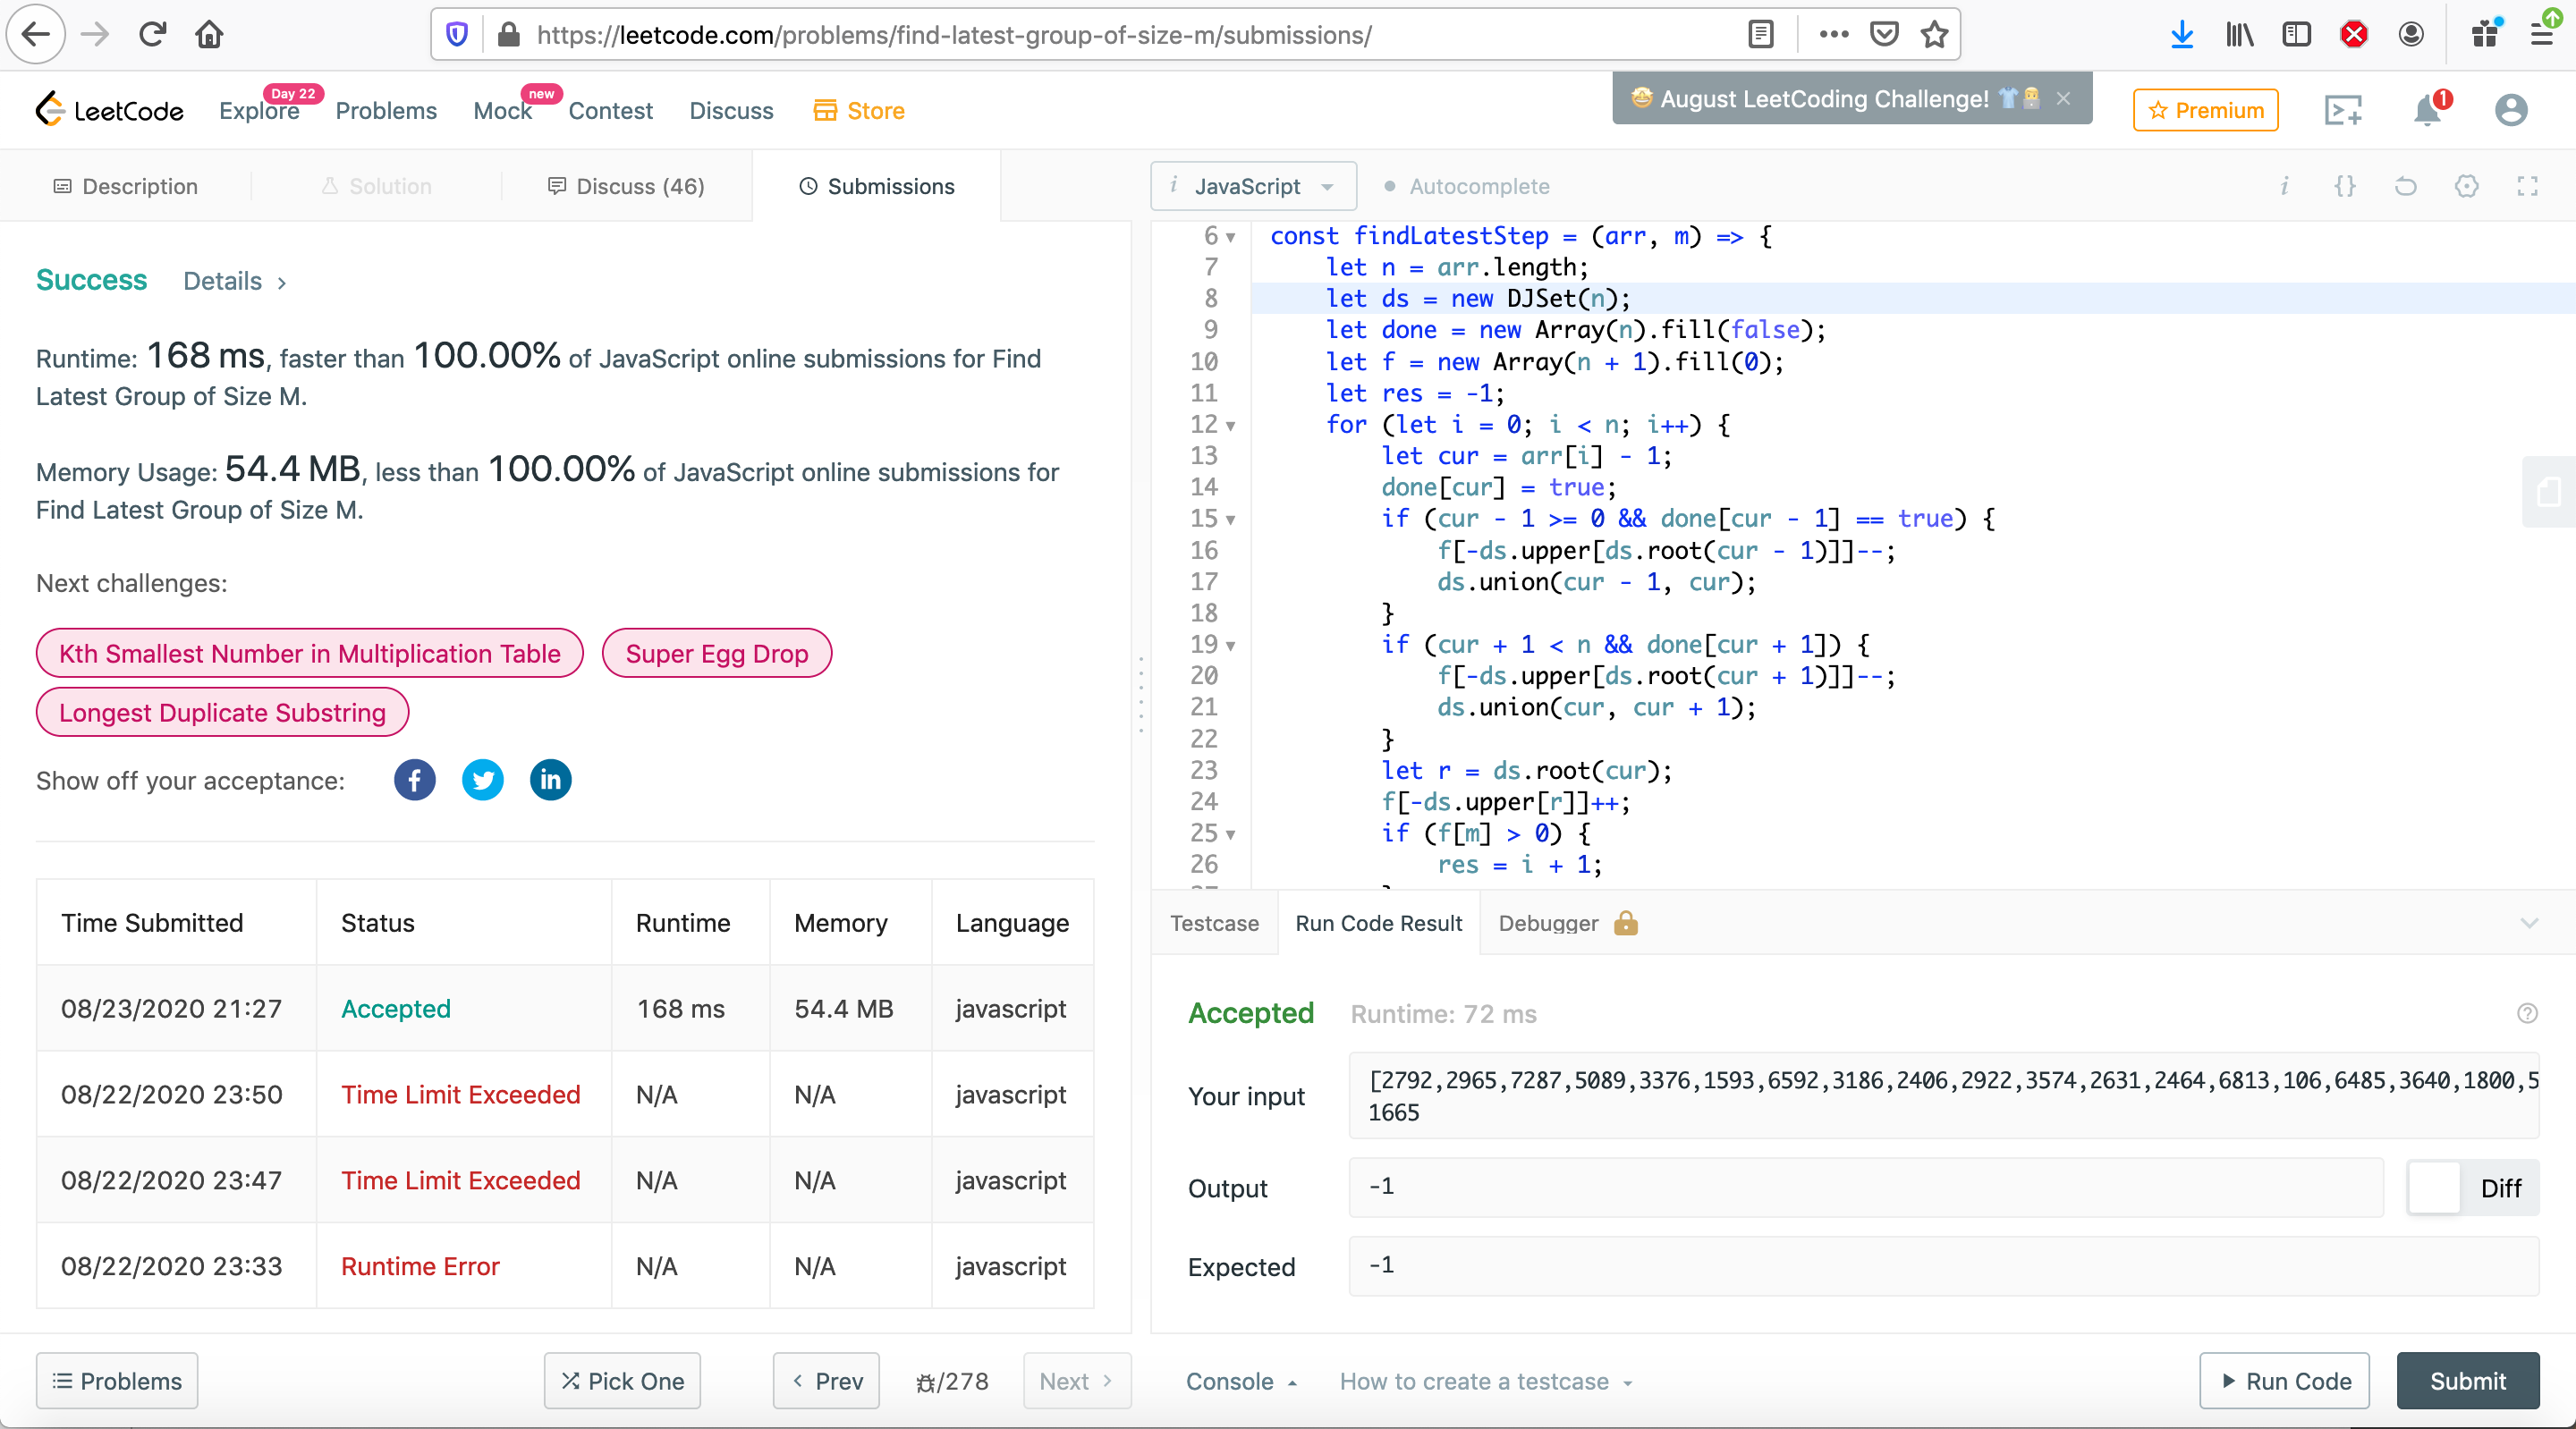 https://leetcode.com/problems/find-latest-group-of-size-m/submissions/
LeetCode
Explore
Day 22
Problems
Mock
new
Contest
Discuss
Store
August LeetCoding Challenge!
Premium
1
Description
Solution
Discuss (46)
Submissions
i JavaScript
Autocomplete
Success Details
Runtime: 168 ms, faster than 100.00% of JavaScript online submissions for Find
Latest Group of Size M.
Memory Usage: 54.4 MB, less than 100.00% of JavaScript online submissions for
Find Latest Group of Size M.
Next challenges:
Kth Smallest Number in Multiplication Table
Super Egg Drop
Longest Duplicate Substring
Show off your acceptance:
Time Submitted Status Runtime Memory Language
08/23/2020 21:27 Accepted 168 ms 54.4 MB javascript
08/22/2020 23:50 Time Limit Exceeded N/A N/A javascript
08/22/2020 23:47 Time Limit Exceeded N/A N/A javascript
08/22/2020 23:33 Runtime Error N/A N/A javascript
6 const findLatestStep = (arr, m) => {
7 let n = arr.length;
8 let ds = new DJSet(n);
9 let done = new Array(n).fill(false);
10 let f = new Array(n + 1).fill(0);
11 let res = -1;
12 for (let i = 0; i < n; i++) {
13 let cur = arr[i] - 1;
14 done[cur] = true;
15 if (cur - 1 >= 0 && done[cur - 1] == true) {
16 f[-ds.upper[ds.root(cur - 1)]]--;
17 ds.union(cur - 1, cur);
18 }
19 if (cur + 1 < n && done[cur + 1]) {
20 f[-ds.upper[ds.root(cur + 1)]]--;
21 ds.union(cur, cur + 1);
22 }
23 let r = ds.root(cur);
24 f[-ds.upper[r]]++;
25 if (f[m] > 0) {
26 res = i + 1;
Testcase
Run Code Result
Debugger
Accepted Runtime: 72 ms
Your input
[2792,2965,7287,5089,3376,1593,6592,3186,2406,2922,3574,2631,2464,6813,106,6485,3640,1800,5
1665
Output
-1
Diff
Expected
-1
Problems
Pick One
Prev
/278
Next
Console
How to create a testcase
Run Code
Submit